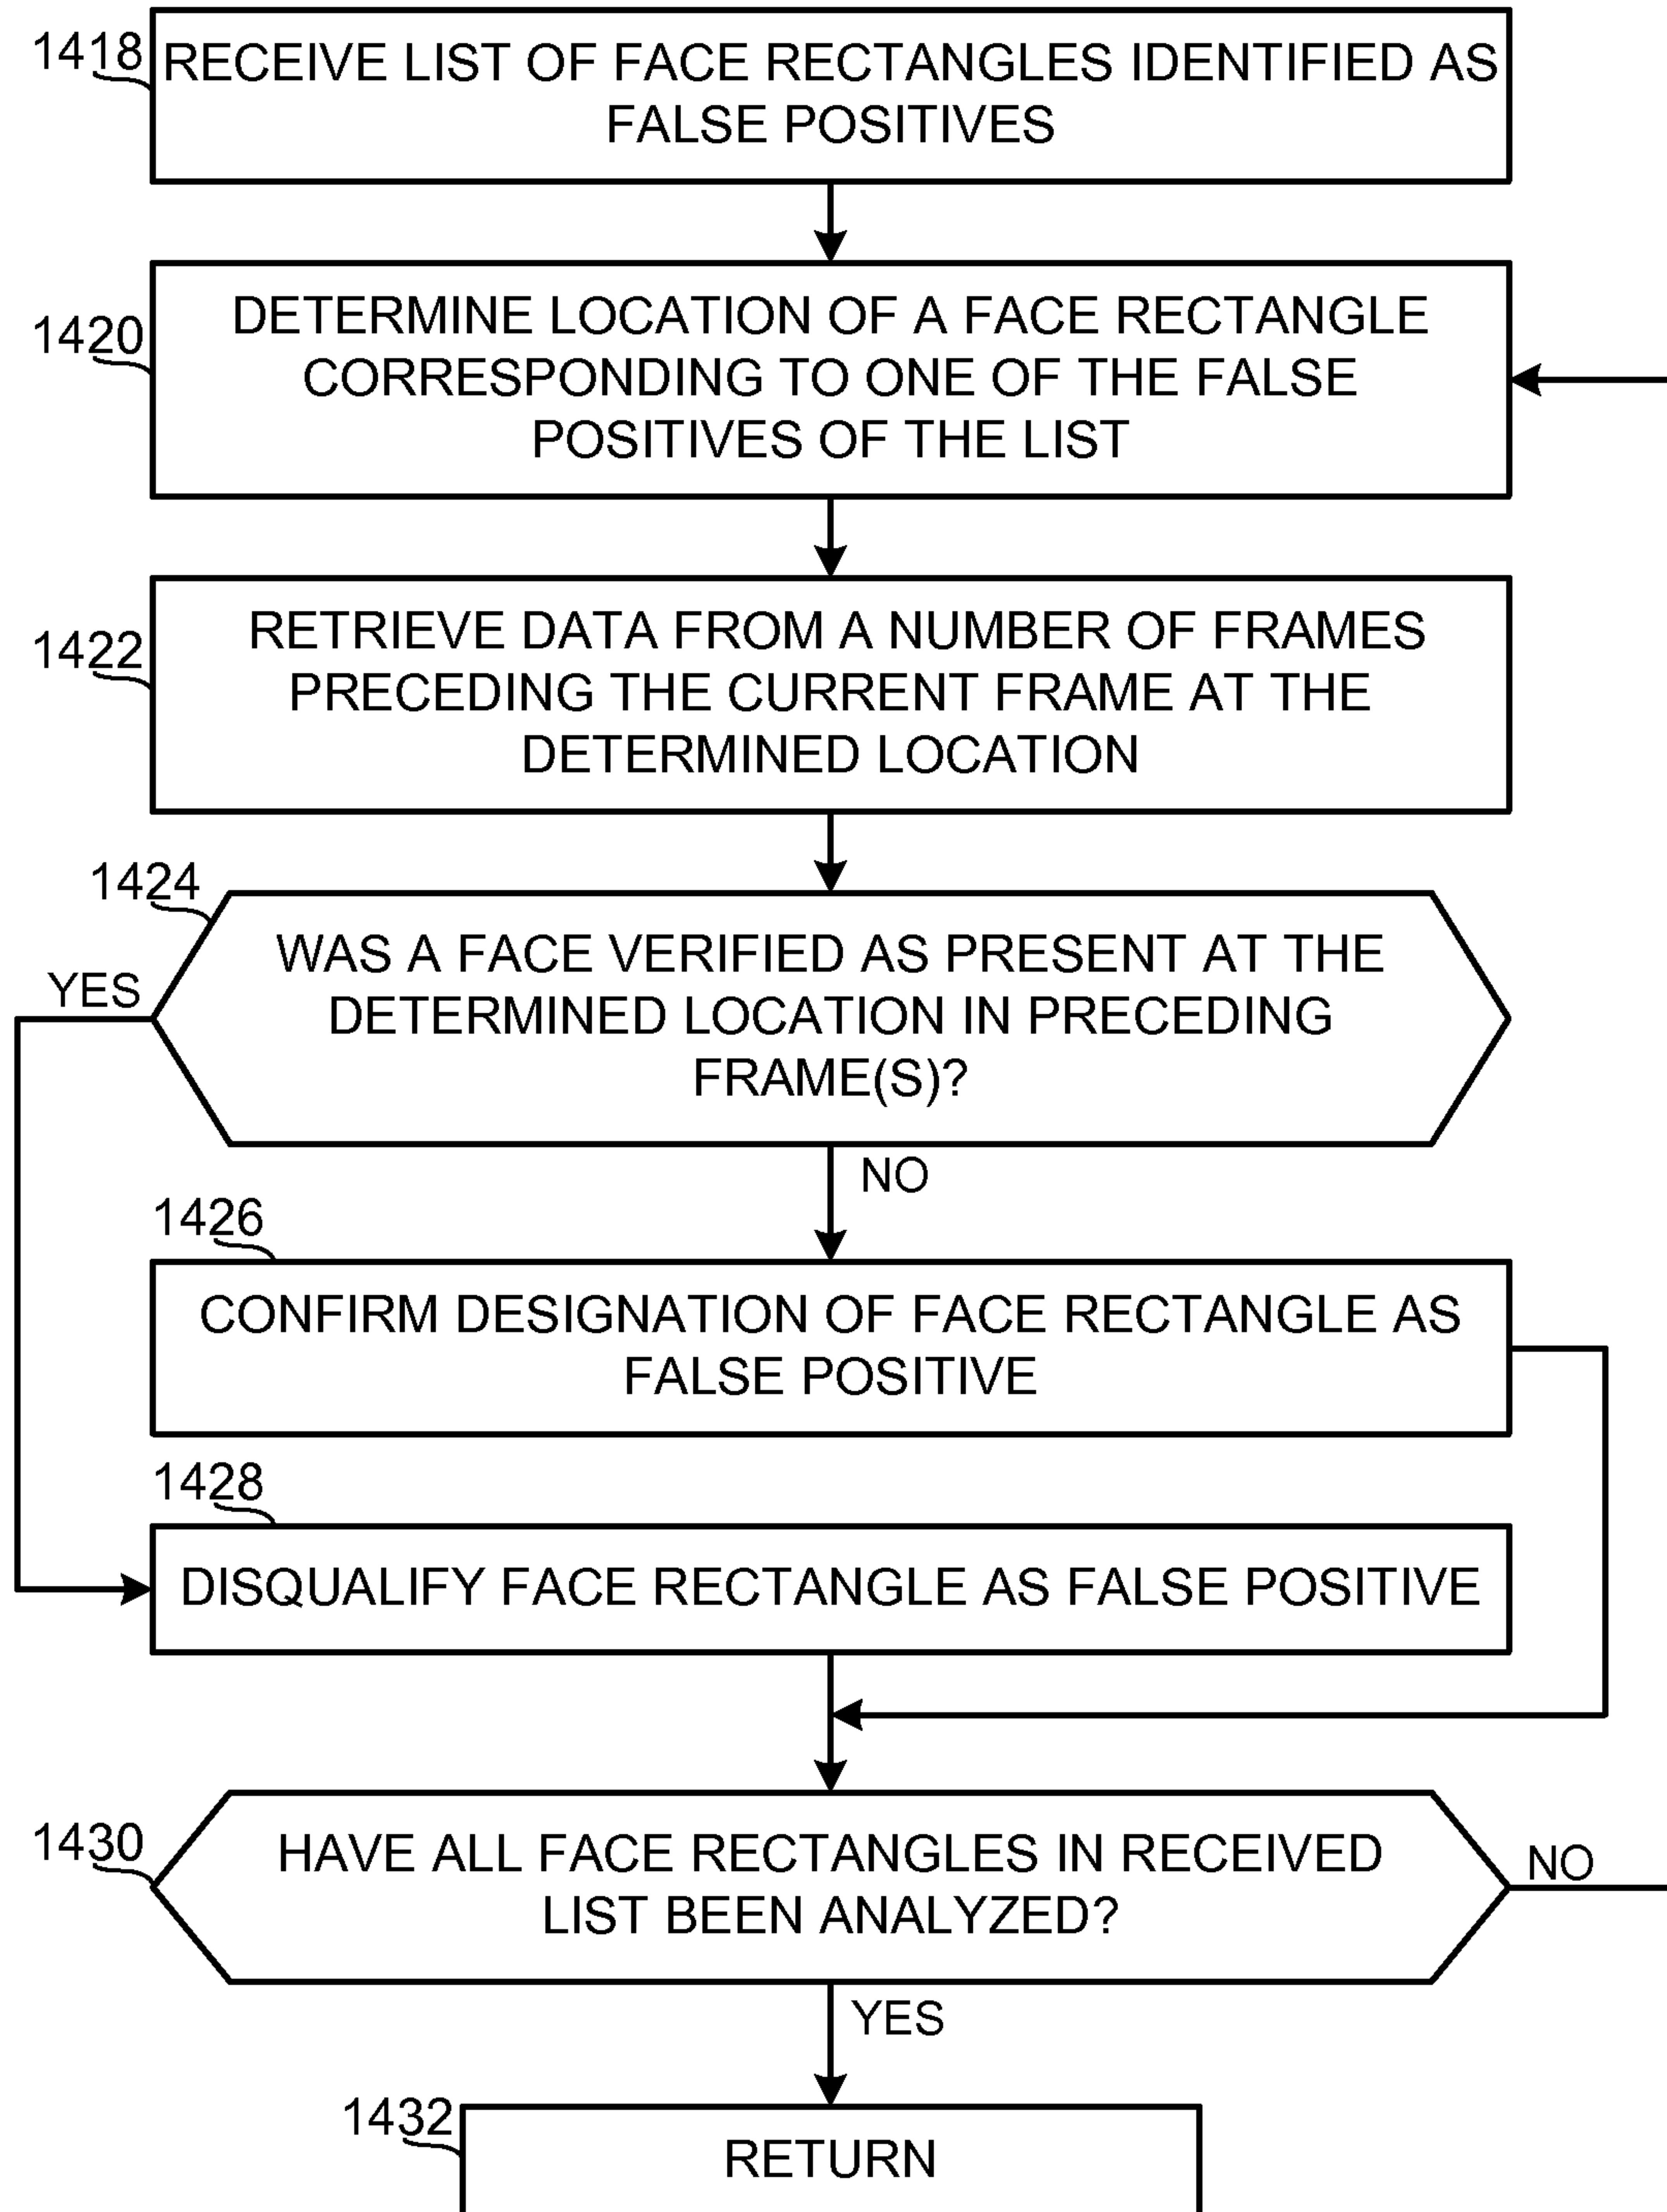 1418
RECEIVE LIST OF FACE RECTANGLES IDENTIFIED AS
FALSE POSITIVES
1420
DETERMINE LOCATION OF A FACE RECTANGLE
CORRESPONDING TO ONE OF THE FALSE
POSITIVES OF THE LIST
1422
RETRIEVE DATA FROM A NUMBER OF FRAMES
PRECEDING THE CURRENT FRAME AT THE
DETERMINED LOCATION
1424
WAS A FACE VERIFIED AS PRESENT AT THE
DETERMINED LOCATION IN PRECEDING
FRAME(S)?
YES
NO
1426
CONFIRM DESIGNATION OF FACE RECTANGLE AS
FALSE POSITIVE
1428
DISQUALIFY FACE RECTANGLE AS FALSE POSITIVE
1430
HAVE ALL FACE RECTANGLES IN RECEIVED
LIST BEEN ANALYZED?
NO
YES
1432
RETURN